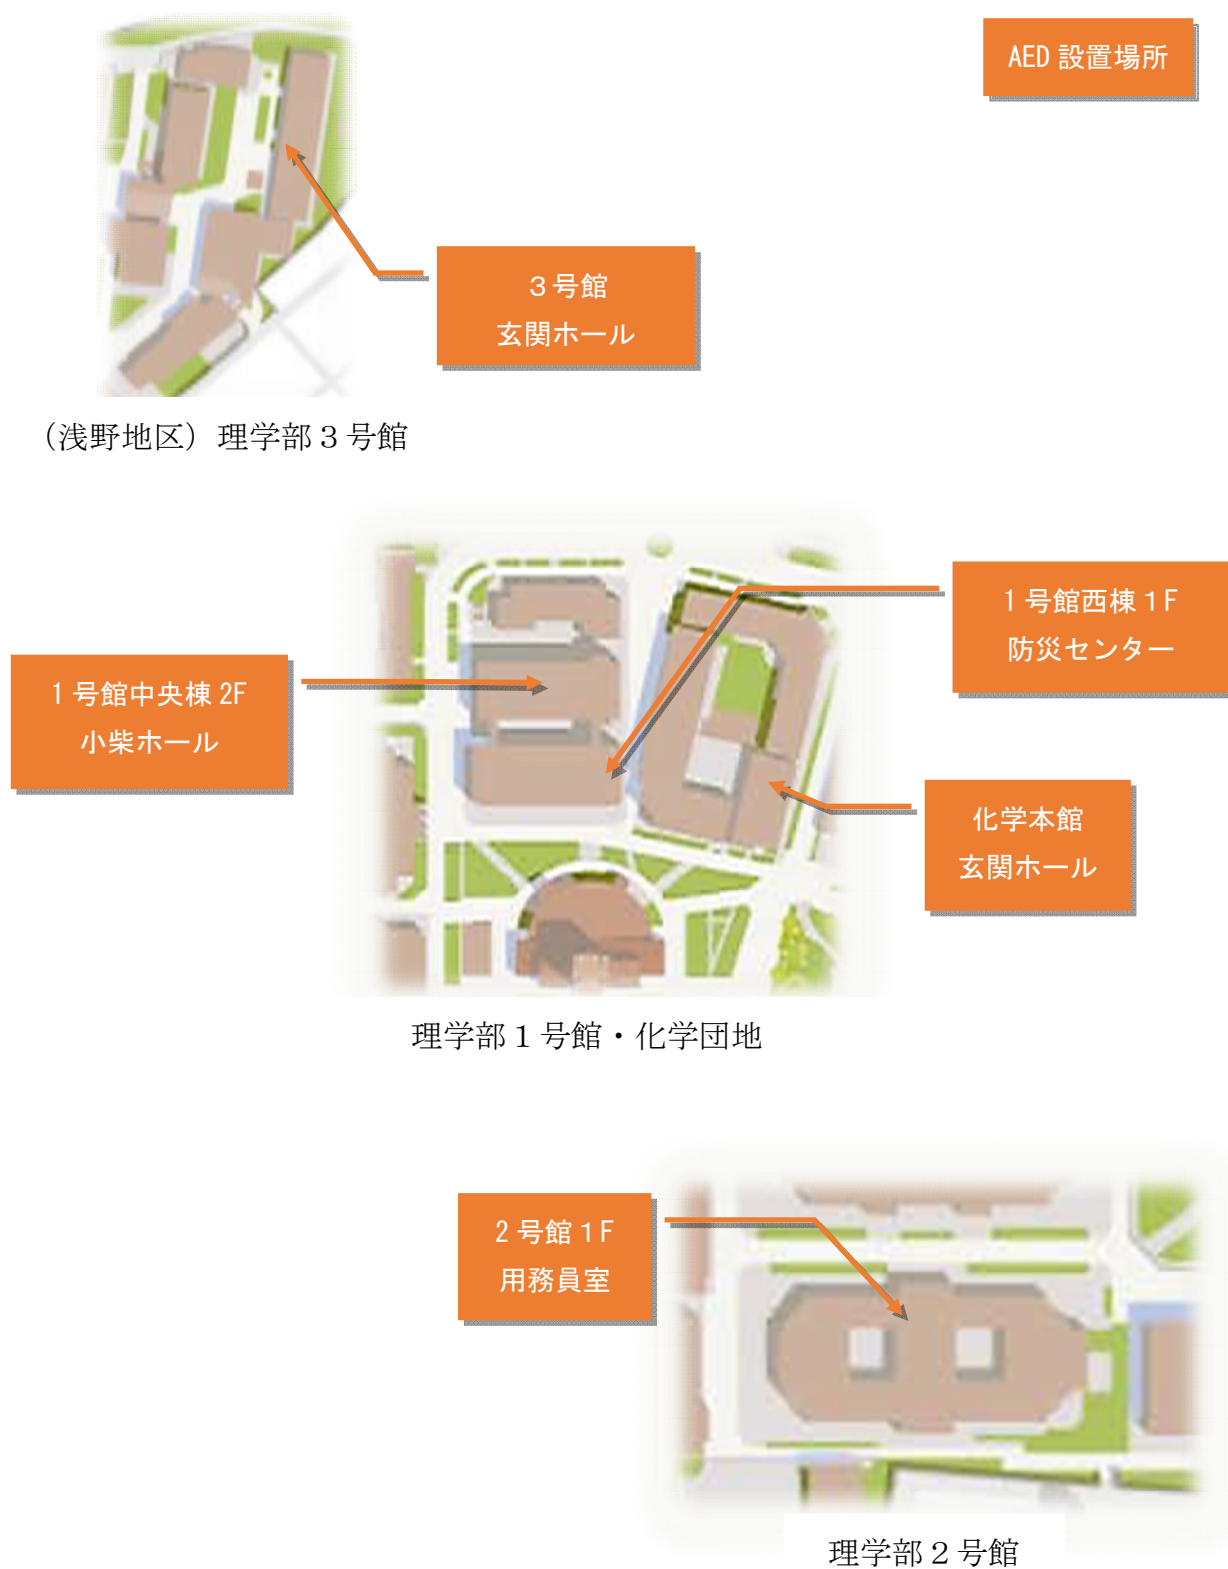 AED 設置場所
３号館
玄関ホール
（浅野地区）理学部３号館
1 号館西棟１F
防災センター
1 号館中央棟 2F
小柴ホール
化学本館
玄関ホール
理学部１号館・化学団地
2 号館１F
用務員室
理学部２号館